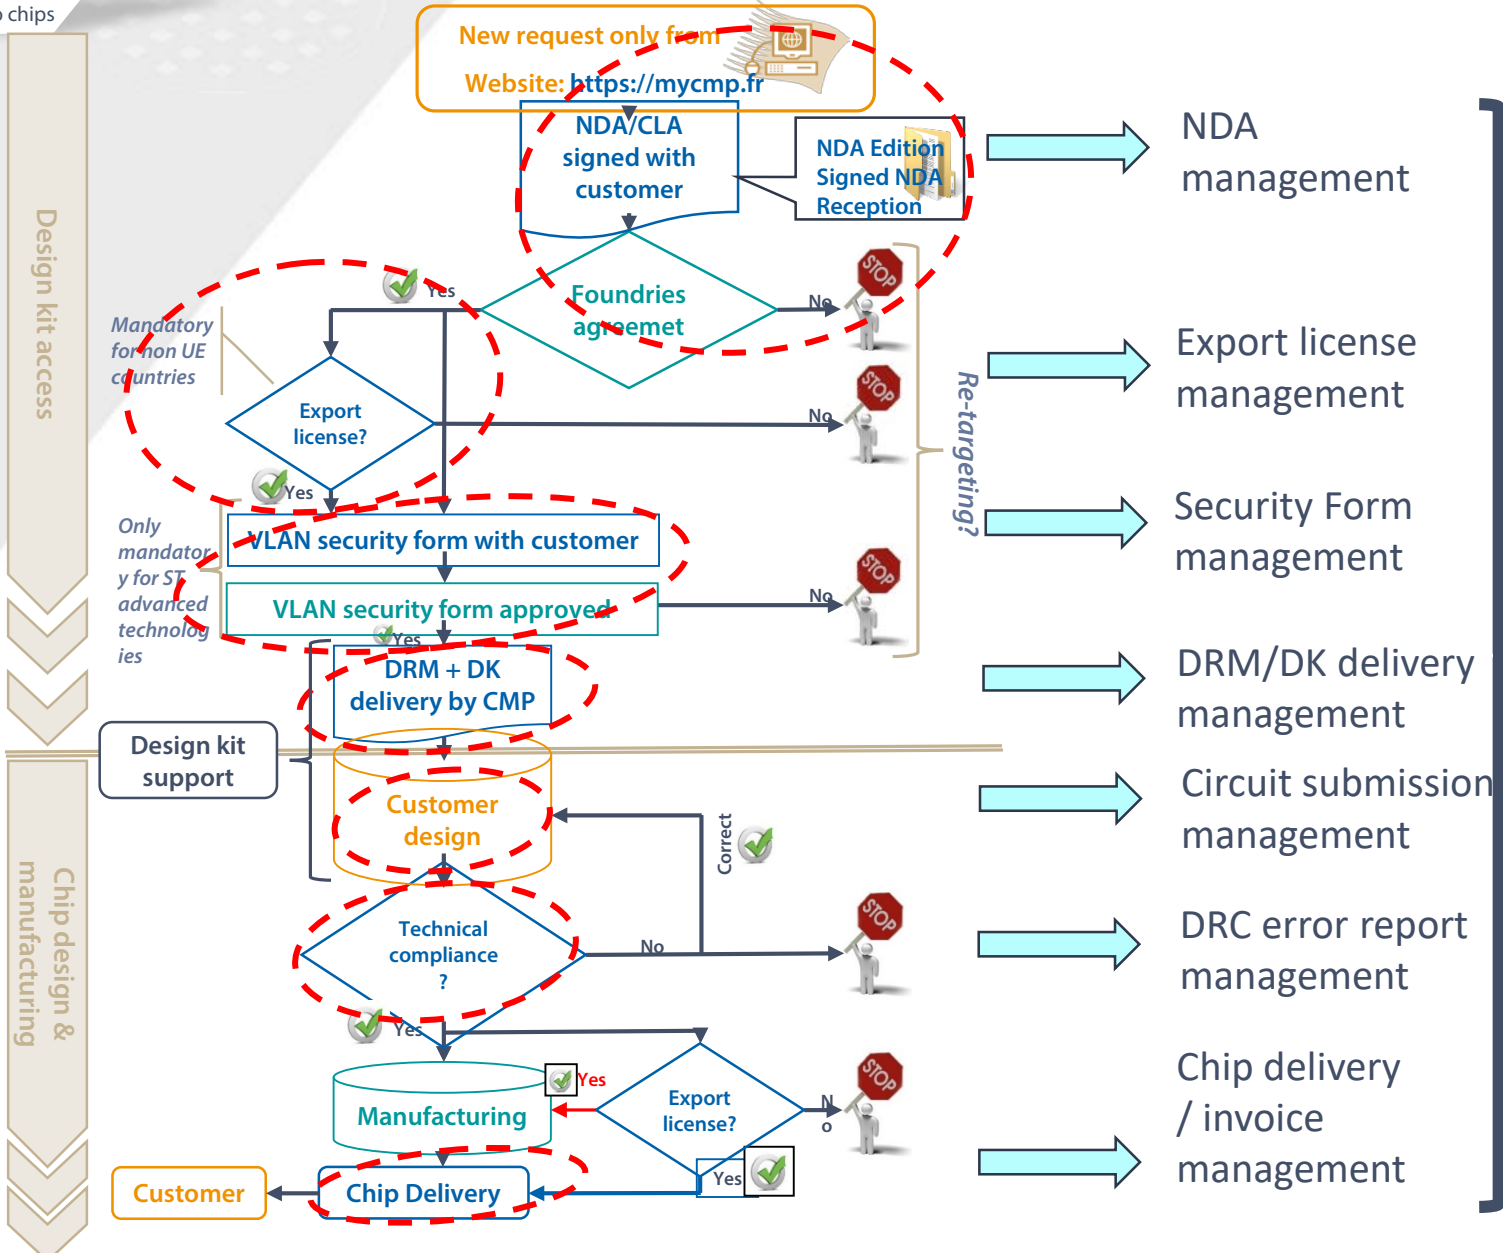 chips
New request only from
Website: https://mycmp.fr
NDA/CLA
signed with
customer
NDA Edition
Signed NDA
Reception
NDA
management
Design kit access
Foundries
agreemet
Yes
No
STOP
Mandatory
for non UE
countries
Export
license?
No
STOP
Yes
Re-targeting?
Export license
management
Only
mandator
y for ST
advanced
technolog
ies
VLAN security form with customer
VLAN security form approved
No
STOP
Yes
Security Form
management
DRM + DK
delivery by CMP
DRM/DK delivery
management
Design kit
support
Customer
design
Correct
Circuit submission
management
Chip design &
manufacturing
Technical
compliance
?
No
STOP
Yes
DRC error report
management
Manufacturing
Yes
Export
license?
N
o
STOP
Yes
Chip delivery
/ invoice
management
Customer
Chip Delivery